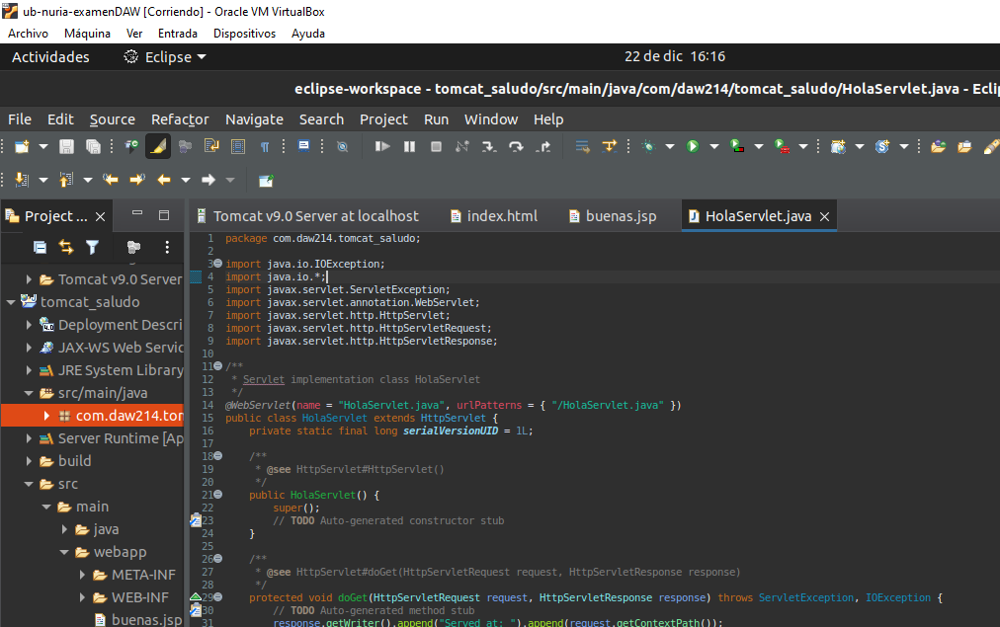 ub-nuria-examenDAW [Corriendo] - Oracle VM VirtualBox
Archivo Máquina Ver Entrada Dispositivos Ayuda
Actividades Eclipse 22 de dic 16:16
eclipse-workspace - tomcat_saludo/src/main/java/com/daw214/tomcat_saludo/HolaServlet.java - Ecli
File Edit Source Refactor Navigate Search Project Run Window Help
Project ...
Tomcat v9.0 Server at localhost index.html buenas.jsp HolaServlet.java
Tomcat v9.0 Server
tomcat_saludo
Deployment Descri
JAX-WS Web Servic
JRE System Library
src/main/java
com.daw214.tom
Server Runtime [Ap
build
src
main
java
webapp
META-INF
WEB-INF
buenas.jsp
1 package com.daw214.tomcat_saludo;
2
3 import java.io.IOException;
4 import java.io.*;
5 import javax.servlet.ServletException;
6 import javax.servlet.annotation.WebServlet;
7 import javax.servlet.http.HttpServlet;
8 import javax.servlet.http.HttpServletRequest;
9 import javax.servlet.http.HttpServletResponse;
10
11 /**
12 * Servlet implementation class HolaServlet
13 */
14 @WebServlet(name = "HolaServlet.java", urlPatterns = { "/HolaServlet.java" })
15 public class HolaServlet extends HttpServlet {
16 private static final long serialVersionUID = 1L;
17
18 /**
19 * @see HttpServlet#HttpServlet()
20 */
21 public HolaServlet() {
22 super();
23 // TODO Auto-generated constructor stub
24 }
25
26 /**
27 * @see HttpServlet#doGet(HttpServletRequest request, HttpServletResponse response)
28 */
29 protected void doGet(HttpServletRequest request, HttpServletResponse response) throws ServletException, IOException {
30 // TODO Auto-generated method stub
31 response.getWriter().append("Served at: ").append(request.getContextPath());